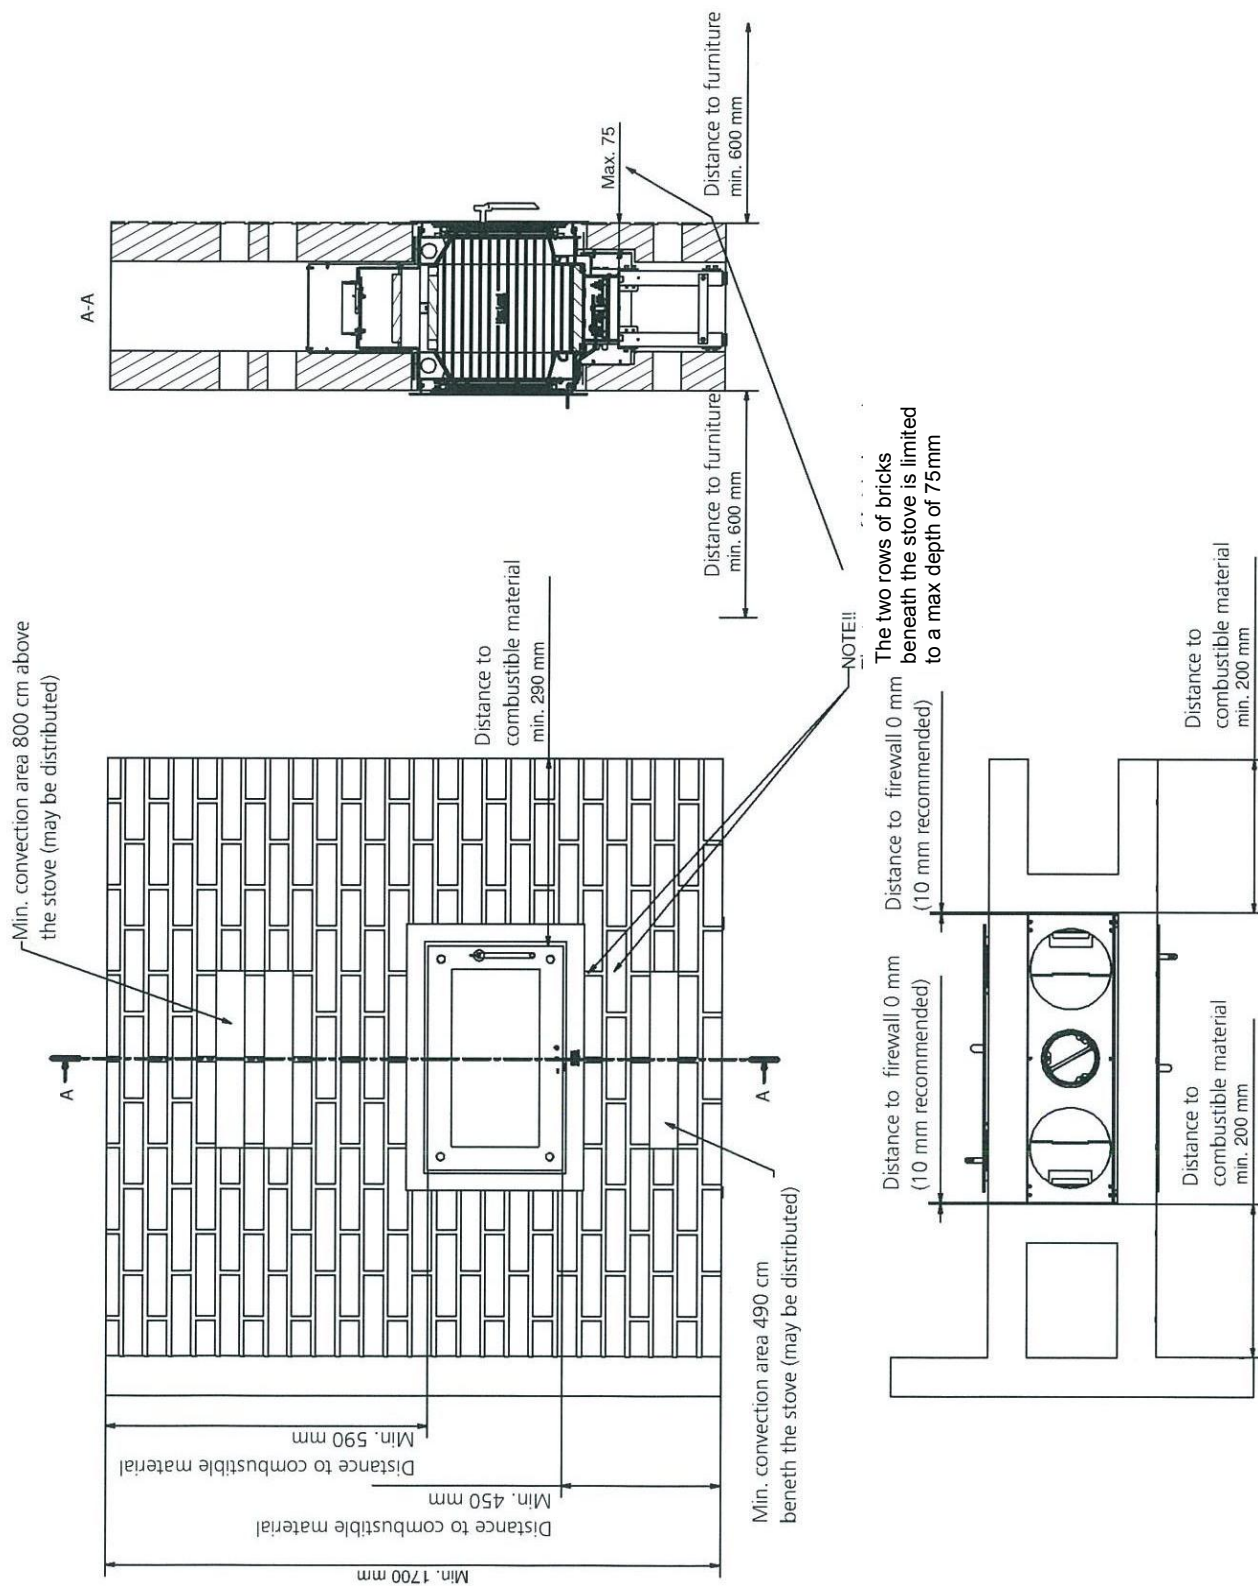 A-A
Max. 75
Distance to furniture
min. 600 mm
Distance to furniture
min. 600 mm
Min. convection area 800 cm above
the stove (may be distributed)
A
A
Distance to
combustible material
min. 290 mm
NOTE!!
The two rows of bricks
beneath the stove is limited
to a max depth of 75mm
Min. 590 mm
Distance to combustible material
Min. 450 mm
Distance to combustible material
Min. 1700 mm
Min. convection area 490 cm
beneth the stove (may be distributed)
Distance to firewall 0 mm
(10 mm recommended)
Distance to firewall 0 mm
(10 mm recommended)
Distance to
combustible material
min. 200 mm
Distance to
combustible material
min. 200 mm